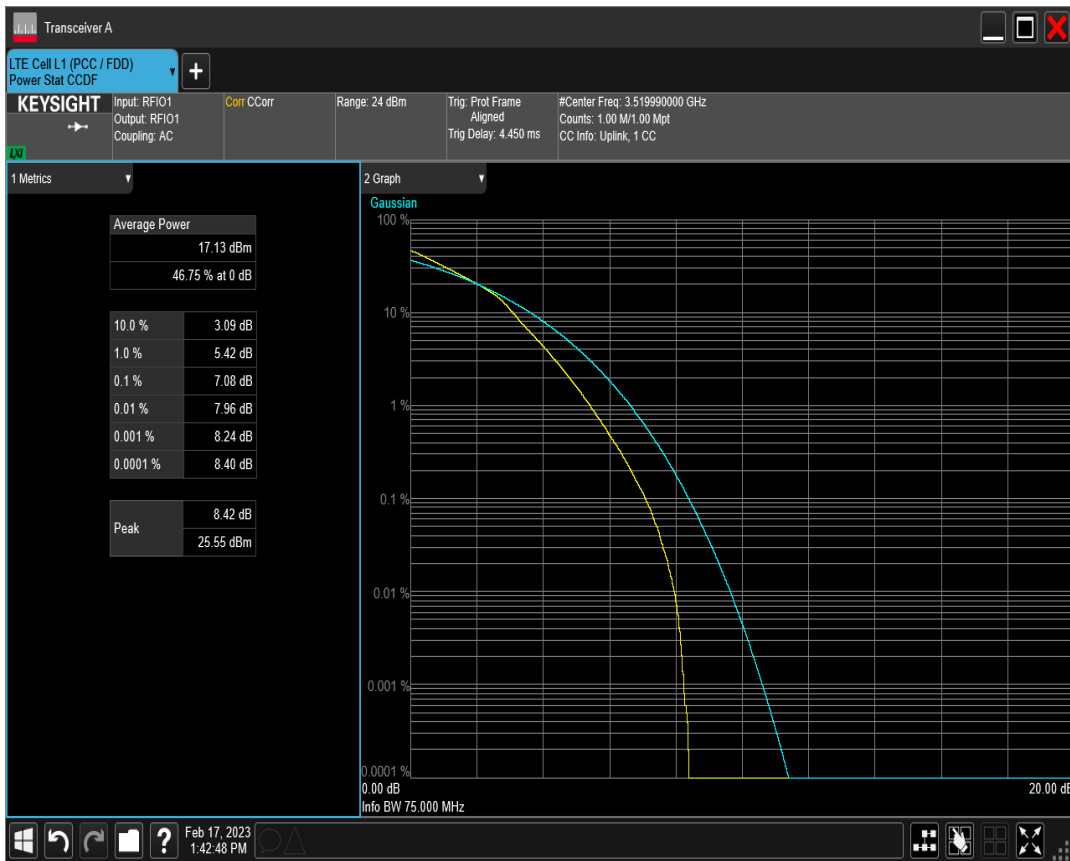 Transceiver A
LTE Cell L1 (PCC / FDD)
Power Stat CCDF
KEYSIGHT
LXI
Input: RFIO1
Output: RFIO1
Coupling: AC
Corr CCorr
Range: 24 dBm
Trig: Prot Frame
Aligned
Trig Delay: 4.450 ms
#Center Freq: 3.519990000 GHz
Counts: 1.00 M/1.00 Mpt
CC Info: Uplink, 1 CC
1 Metrics
Average Power
17.13 dBm
46.75 % at 0 dB
10.0 % 3.09 dB
1.0 % 5.42 dB
0.1 % 7.08 dB
0.01 % 7.96 dB
0.001 % 8.24 dB
0.0001 % 8.40 dB
Peak
8.42 dB
25.55 dBm
2 Graph
Gaussian
100 %
10 %
1 %
0.1 %
0.01 %
0.001 %
0.0001 %
0.00 dB
20.00 dB
Info BW 75.000 MHz
?
Feb 17, 2023
1:42:48 PM